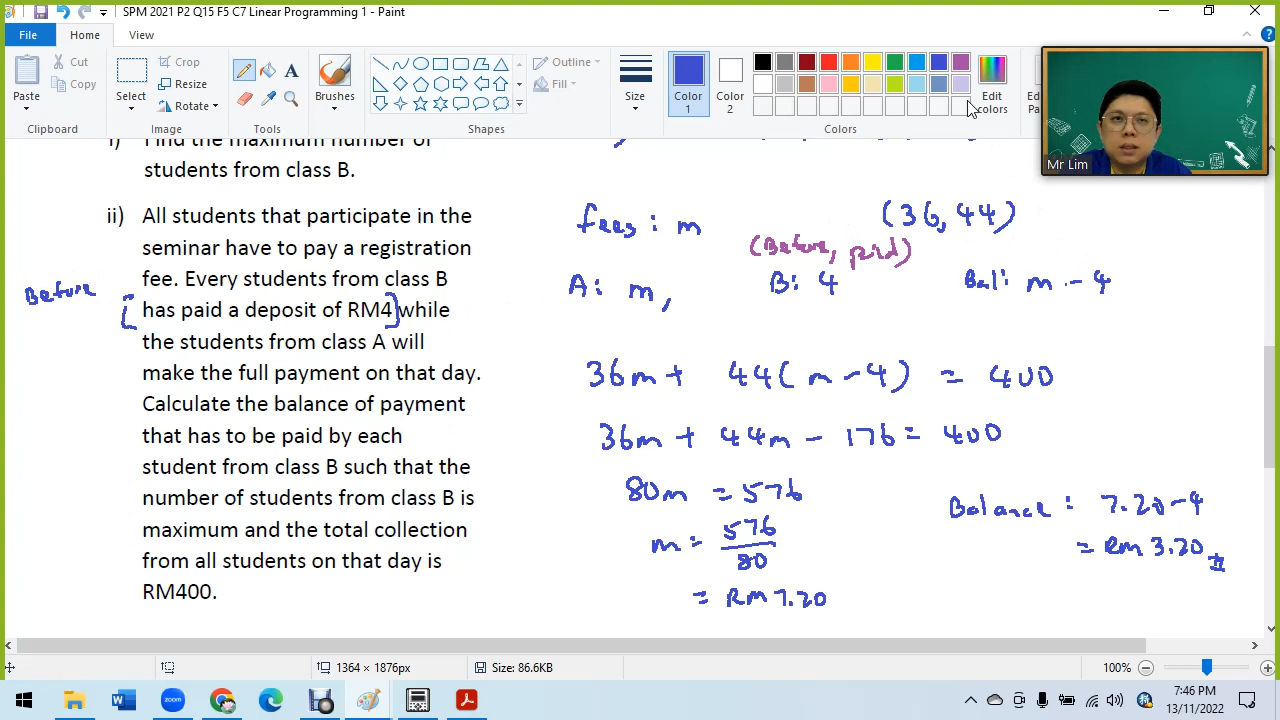 SPM 2021 P2 Q15 F5 C7 Linear Programming 1 - Paint
File Home View
Paste Cut Copy Clipboard
Select Crop Resize Rotate Image
Tools
Brushes
Outline Fill Shapes
Size
Color 1 Color 2 Colors
Edit colors
Mr Lim
i) Find the maximum number of
students from class B.
ii) All students that participate in the
seminar have to pay a registration
fee. Every students from class B
has paid a deposit of RM4 while
the students from class A will
make the full payment on that day.
Calculate the balance of payment
that has to be paid by each
student from class B such that the
number of students from class B is
maximum and the total collection
from all students on that day is
RM400.
Before
fees : m (36, 44)
(Before, paid)
A: m, B: 4 Bal: m - 4
36m + 44(m-4) = 400
36m + 44m - 176 = 400
80m = 576
m = 576
80
= RM 7.20
Balance : 7.20 - 4
= RM 3.20
1364 × 1876px Size: 86.6KB 100%
7:46 PM
13/11/2022